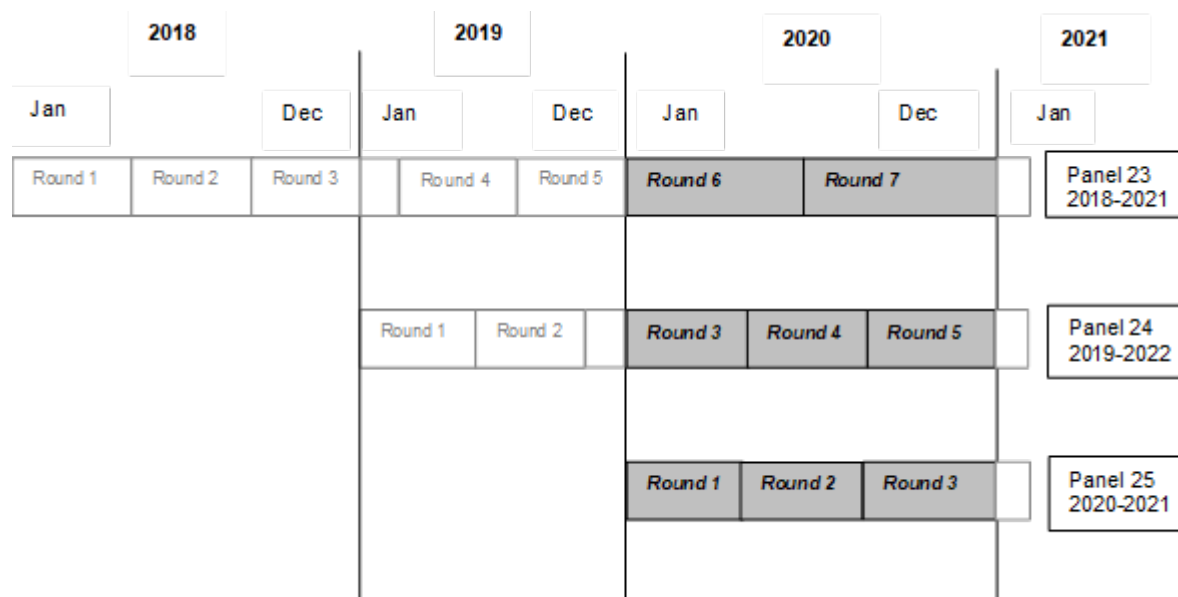 2018 2019 2020 2021
Jan Dec Jan Dec Jan Dec Jan
Round 1 Round 2 Round 3 Round 4 Round 5 Round 6 Round 7 Panel 23
2018-2021
Round 1 Round 2 Round 3 Round 4 Round 5 Panel 24
2019-2022
Round 1 Round 2 Round 3 Panel 25
2020-2021